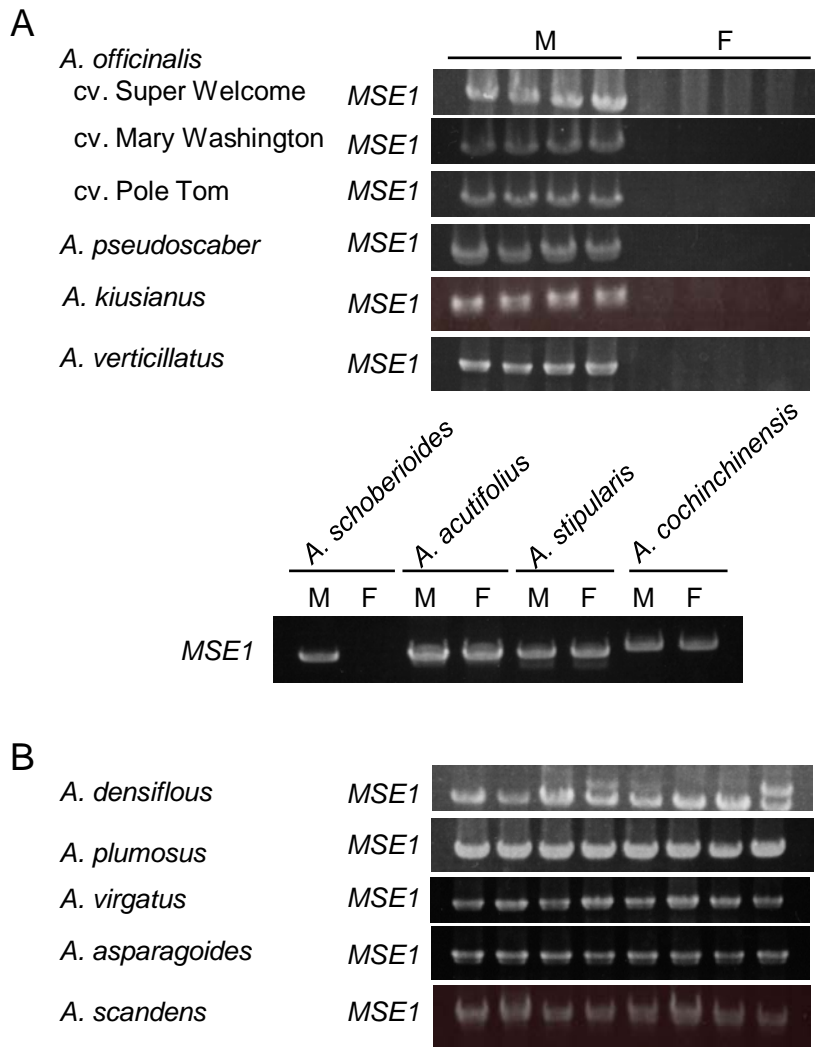 A
M F
A. officinalis
cv. Super Welcome MSE1
cv. Mary Washington MSE1
cv. Pole Tom MSE1
A. pseudoscaber MSE1
A. kiusianus MSE1
A. verticillatus MSE1
A. schoberioides A. acutifolius A. stipularis A. cochinchinensis
M F M F M F M F
MSE1
B
A. densiflous MSE1
A. plumosus MSE1
A. virgatus MSE1
A. asparagoides MSE1
A. scandens MSE1